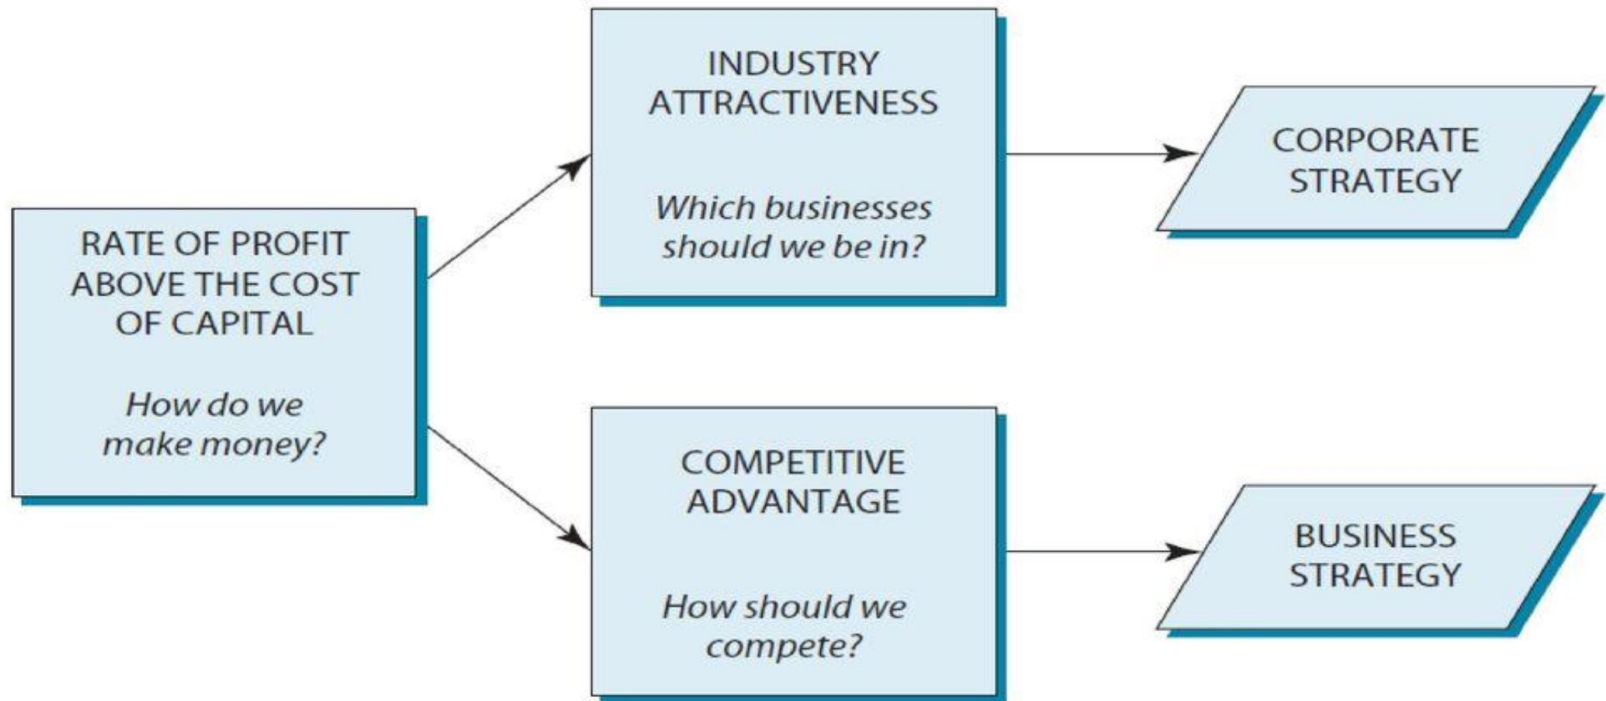 RATE OF PROFIT
ABOVE THE COST
OF CAPITAL
How do we
make money?
INDUSTRY
ATTRACTIVENESS
Which businesses
should we be in?
CORPORATE
STRATEGY
COMPETITIVE
ADVANTAGE
How should we
compete?
BUSINESS
STRATEGY